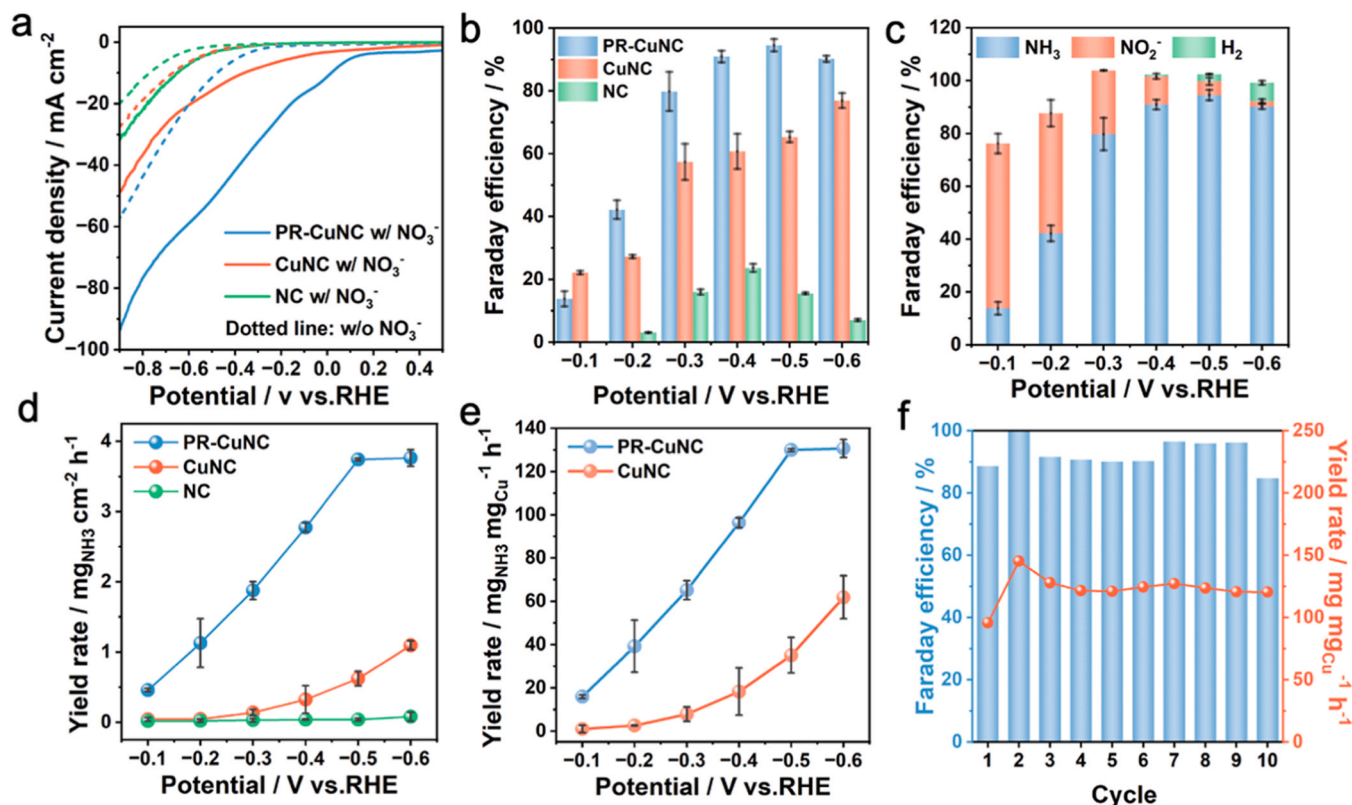 a
Current density / mA cm⁻²
0
−20
−40
−60
−80
−100
PR-CuNC w/ NO₃⁻
CuNC w/ NO₃⁻
NC w/ NO₃⁻
Dotted line: w/o NO₃⁻
−0.8 −0.6 −0.4 −0.2 0.0 0.2 0.4
Potential / v vs.RHE
b
Faraday efficiency / %
100
80
60
40
20
0
PR-CuNC
CuNC
NC
−0.1 −0.2 −0.3 −0.4 −0.5 −0.6
Potential / V vs.RHE
c
Faraday efficiency / %
120
100
80
60
40
20
0
NH₃ NO₂⁻ H₂
−0.1 −0.2 −0.3 −0.4 −0.5 −0.6
Potential / V vs.RHE
d
Yield rate / mg_NH3 cm⁻² h⁻¹
4
3
2
1
0
PR-CuNC
CuNC
NC
−0.1 −0.2 −0.3 −0.4 −0.5 −0.6
Potential / V vs.RHE
e
Yield rate / mg_NH3 mg_Cu⁻¹ h⁻¹
140
120
100
80
60
40
20
0
PR-CuNC
CuNC
−0.1 −0.2 −0.3 −0.4 −0.5 −0.6
Potential / V vs.RHE
f
Faraday efficiency / %
100
80
60
40
20
0
250
200
150
100
50
0
Yield rate / mg mg_Cu⁻¹ h⁻¹
1 2 3 4 5 6 7 8 9 10
Cycle